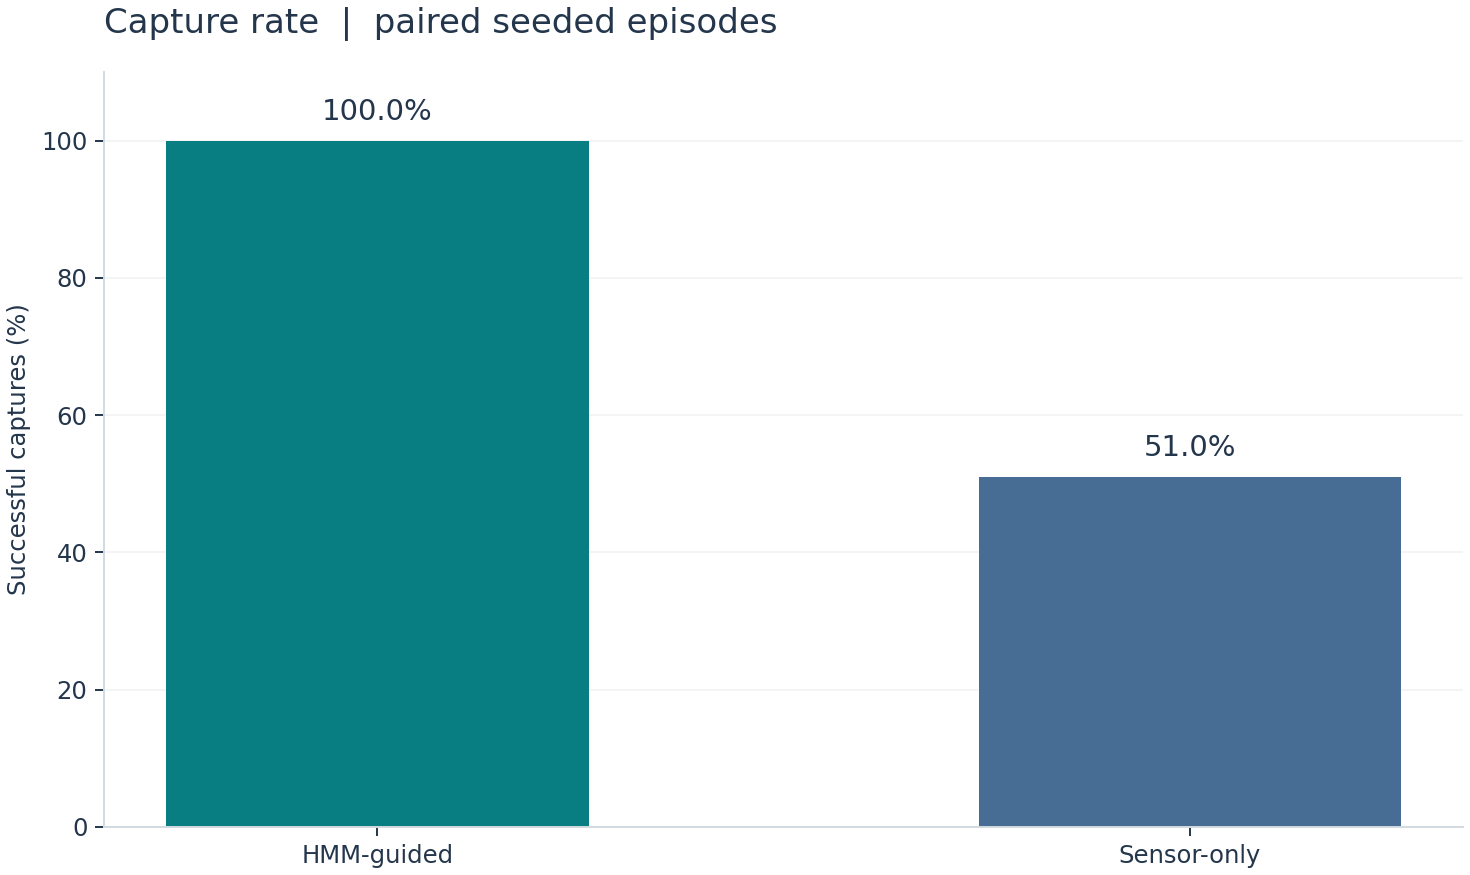 Capture rate | paired seeded episodes
100.0%
100
80
60
51.0%
40
20
0
Successful captures (%)
HMM-guided
Sensor-only